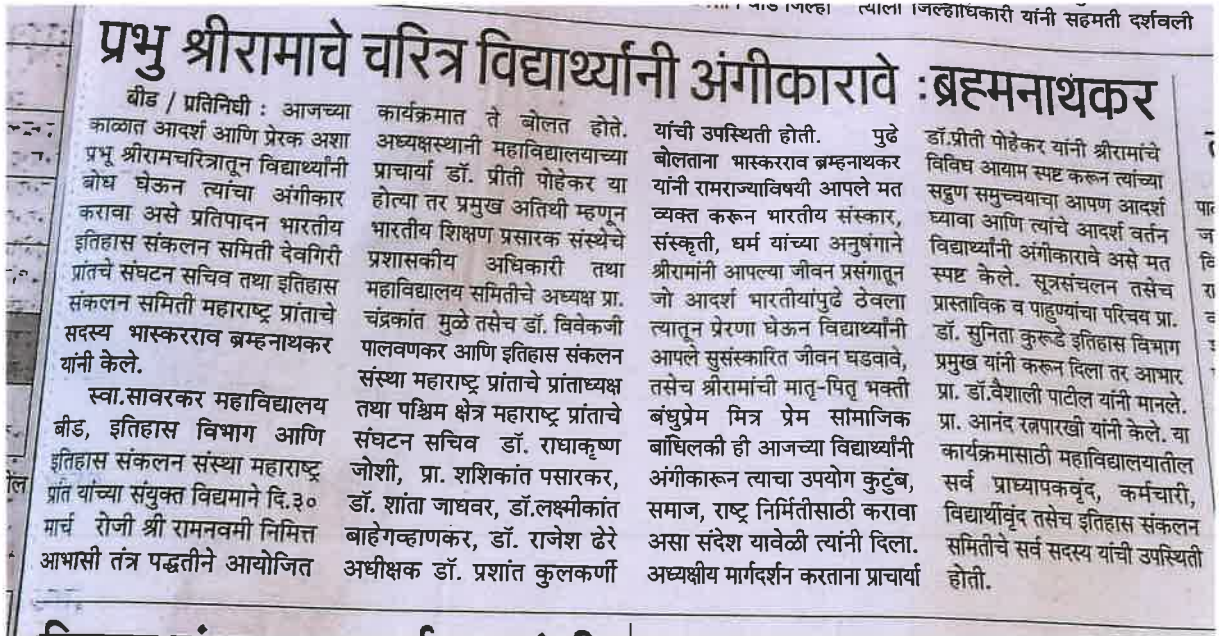 जिल्हा त्याला जिल्हाधिकारी यांनी सहमती दर्शवली
प्रभु श्रीरामाचे चरित्र विद्यार्थ्यांनी अंगीकारावे : ब्रह्मनाथकर
बीड / प्रतिनिधी : आजच्या
काळात आदर्श आणि प्रेरक अशा
प्रभू श्रीरामचरित्रातून विद्यार्थ्यांनी
बोध घेऊन त्यांचा अंगीकार
करावा असे प्रतिपादन भारतीय
इतिहास संकलन समिती देवगिरी
प्रांतचे संघटन सचिव तथा इतिहास
संकलन समिती महाराष्ट्र प्रांताचे
सदस्य भास्करराव ब्रम्हनाथकर
यांनी केले.
स्वा.सावरकर महाविद्यालय
बीड, इतिहास विभाग आणि
इतिहास संकलन संस्था महाराष्ट्र
प्रांत यांच्या संयुक्त विद्यमाने दि.३०
मार्च रोजी श्री रामनवमी निमित्त
आभासी तंत्र पद्धतीने आयोजित
कार्यक्रमात ते बोलत होते.
अध्यक्षस्थानी महाविद्यालयाच्या
प्राचार्या डॉ. प्रीती पोहेकर या
होत्या तर प्रमुख अतिथी म्हणून
भारतीय शिक्षण प्रसारक संस्थेचे
प्रशासकीय अधिकारी तथा
महाविद्यालय समितीचे अध्यक्ष प्रा.
चंद्रकांत मुळे तसेच डॉ. विवेकजी
पालवणकर आणि इतिहास संकलन
संस्था महाराष्ट्र प्रांताचे प्रांताध्यक्ष
तथा पश्चिम क्षेत्र महाराष्ट्र प्रांताचे
संघटन सचिव डॉ. राधाकृष्ण
जोशी, प्रा. शशिकांत पसारकर,
डॉ. शांता जाधवर, डॉ.लक्ष्मीकांत
बाहेगव्हाणकर, डॉ. राजेश ढेरे
अधीक्षक डॉ. प्रशांत कुलकर्णी
यांची उपस्थिती होती. पुढे
बोलताना भास्करराव ब्रम्हनाथकर
यांनी रामराज्याविषयी आपले मत
व्यक्त करून भारतीय संस्कार,
संस्कृती, धर्म यांच्या अनुषंगाने
श्रीरामांनी आपल्या जीवन प्रसंगातून
जो आदर्श भारतीयांपुढे ठेवला
त्यातून प्रेरणा घेऊन विद्यार्थ्यांनी
आपले सुसंस्कारित जीवन घडवावे,
तसेच श्रीरामांची मातृ-पितृ भक्ती
बंधुप्रेम मित्र प्रेम सामाजिक
बांधिलकी ही आजच्या विद्यार्थ्यांनी
अंगीकारून त्याचा उपयोग कुटुंब,
समाज, राष्ट्र निर्मितीसाठी करावा
असा संदेश यावेळी त्यांनी दिला.
अध्यक्षीय मार्गदर्शन करताना प्राचार्या
डॉ.प्रीती पोहेकर यांनी श्रीरामांचे
विविध आयाम स्पष्ट करून त्यांच्या
सद्गुण समुच्चयाचा आपण आदर्श
घ्यावा आणि त्यांचे आदर्श वर्तन
विद्यार्थ्यांनी अंगीकारावे असे मत
स्पष्ट केले. सूत्रसंचलन तसेच
प्रास्ताविक व पाहुण्यांचा परिचय प्रा.
डॉ. सुनिता कुरूडे इतिहास विभाग
प्रमुख यांनी करून दिला तर आभार
प्रा. डॉ.वैशाली पाटील यांनी मानले.
प्रा. आनंद रत्नपारखी यांनी केले. या
कार्यक्रमासाठी महाविद्यालयातील
सर्व प्राध्यापकवृंद, कर्मचारी,
विद्यार्थीवृंद तसेच इतिहास संकलन
समितीचे सर्व सदस्य यांची उपस्थिती
होती.